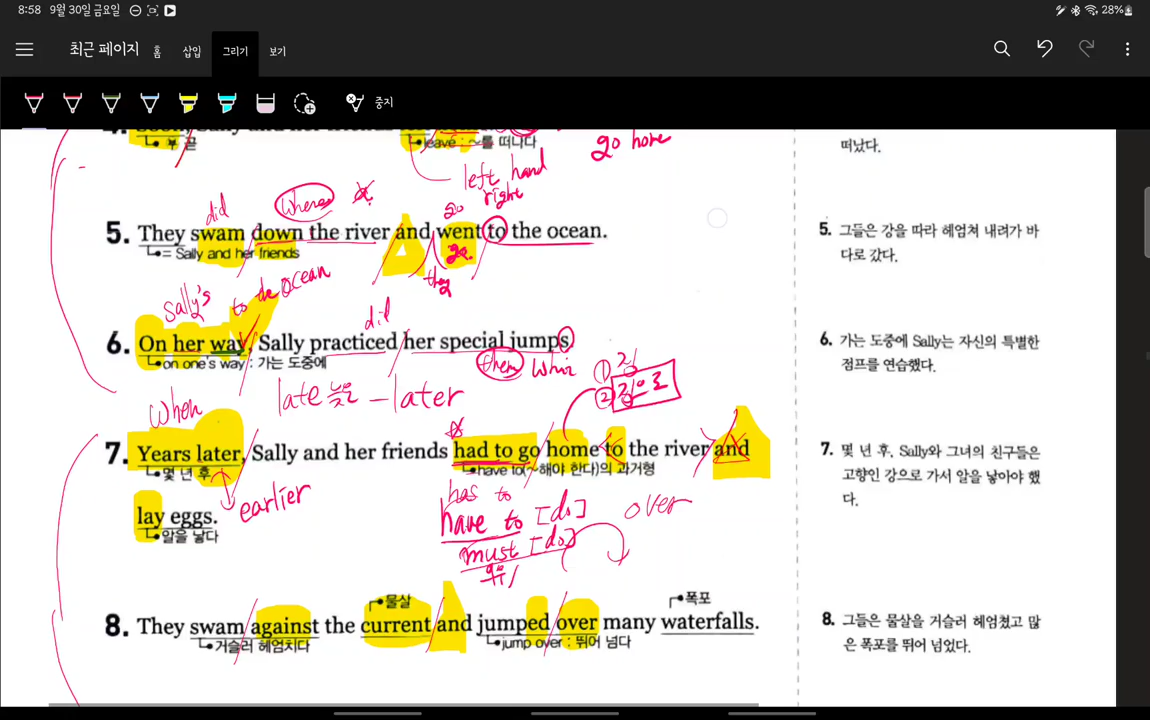 8:58 9월 30일 금요일 28%
최근 페이지 홈 삽입 그리기 보기
중지
└ 부 끝
└leave : ~를 떠나다
go home
떠났다.
left hand
right
did
where
go
5. They swam down the river and went to the ocean.
└= Sally and her friends
they
5. 그들은 강을 따라 헤엄쳐 내려가 바
다로 갔다.
Sally's to the ocean
did
6. On her way, Sally practiced her special jumps.
└on one's way : 가는 도중에
them
6. 가는 도중에 Sally는 자신의 특별한
점프를 연습했다.
late 늦은 – later
① 집
② 집으로
When
7. Years later, Sally and her friends had to go home to the river and
└몇 년 후
└have to(~해야 한다)의 과거형
lay eggs.
└알을 낳다
earlier
has to
have to [do]
must [do]
over
7. 몇 년 후, Sally와 그녀의 친구들은
고향인 강으로 가서 알을 낳아야 했
다.
물살
폭포
8. They swam against the current and jumped over many waterfalls.
└거슬러 헤엄치다
└jump over : 뛰어 넘다
8. 그들은 물살을 거슬러 헤엄쳤고 많
은 폭포를 뛰어 넘었다.